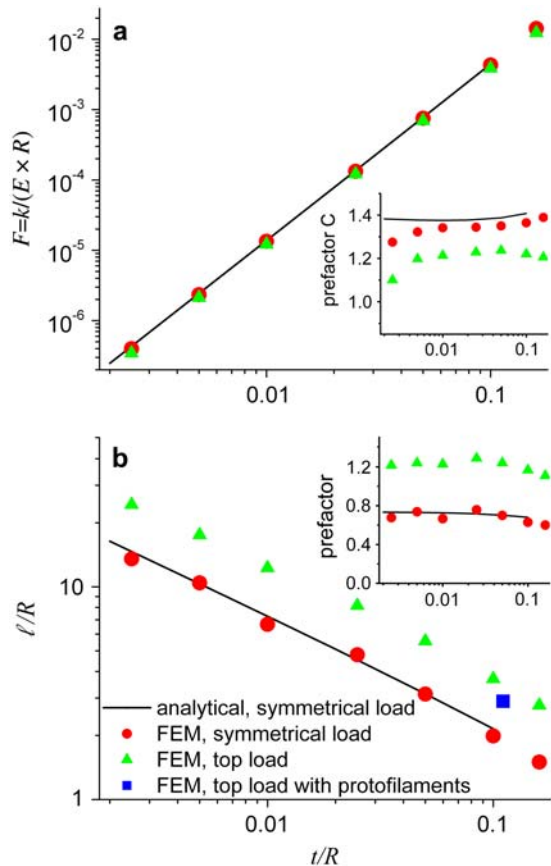 a
F=k/(E × R)
10⁻²
10⁻³
10⁻⁴
10⁻⁵
10⁻⁶
0.01
0.1
prefactor C
1.4
1.2
1.0
0.01
0.1
b
ℓ/R
10
1
prefactor
1.2
0.8
0.4
0.0
0.01
0.1
analytical, symmetrical load
FEM, symmetrical load
FEM, top load
FEM, top load with protofilaments
0.01
0.1
t/R